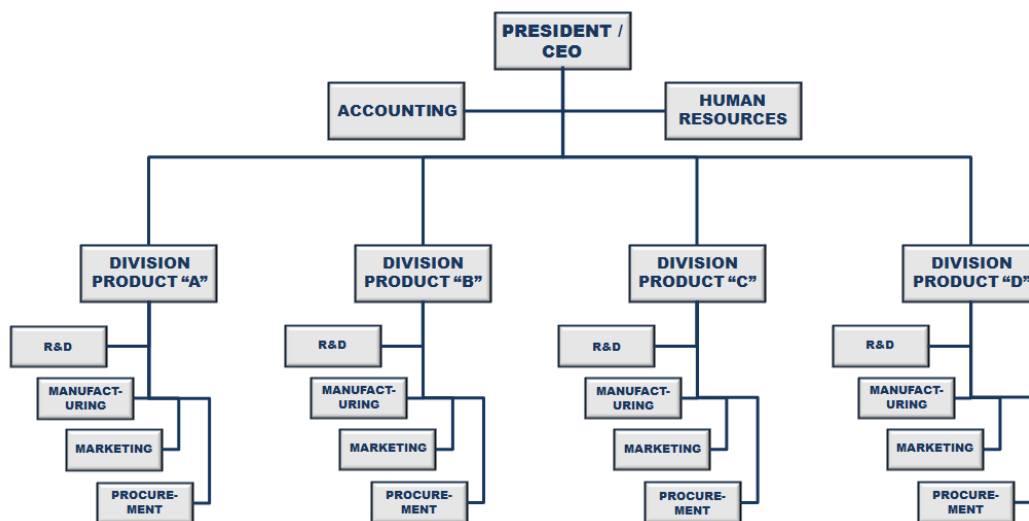 PRESIDENT /
CEO
ACCOUNTING
HUMAN
RESOURCES
DIVISION
PRODUCT “A”
DIVISION
PRODUCT “B”
DIVISION
PRODUCT “C”
DIVISION
PRODUCT “D”
R&D
R&D
R&D
R&D
MANUFACT-
URING
MANUFACT-
URING
MANUFACT-
URING
MANUFACT-
URING
MARKETING
MARKETING
MARKETING
MARKETING
PROCURE-
MENT
PROCURE-
MENT
PROCURE-
MENT
PROCURE-
MENT